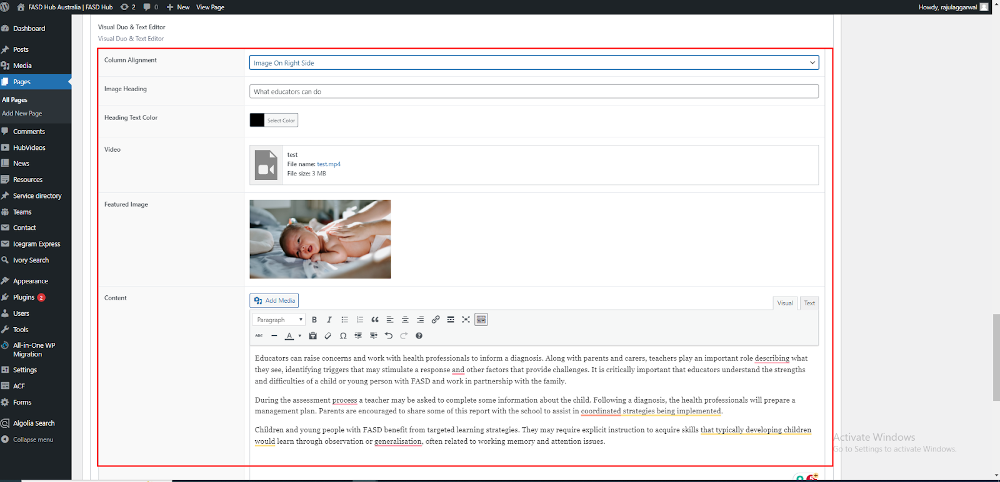 FASD Hub Australia | FASD Hub 2 0 New View Page Howdy, rajulaggarwal
Dashboard
Posts
Media
Pages
All Pages
Add New Page
Comments
HubVideos
News
Resources
Service directory
Teams
Contact
Icegram Express
Ivory Search
Appearance
Plugins 2
Users
Tools
All-in-One WP
Migration
Settings
ACF
Forms
Algolia Search
Collapse menu
Visual Duo & Text Editor
Visual Duo & Text Editor
Column Alignment
Image On Right Side
Image Heading
What educators can do
Heading Text Color
Select Color
Video
test
File name: test.mp4
File size: 3 MB
Featured Image
Content
Add Media
Visual Text
Paragraph B I
ABC A Ω
Educators can raise concerns and work with health professionals to inform a diagnosis. Along with parents and carers, teachers play an important role describing what
they see, identifying triggers that may stimulate a response and other factors that provide challenges. It is critically important that educators understand the strengths
and difficulties of a child or young person with FASD and work in partnership with the family.
During the assessment process a teacher may be asked to complete some information about the child. Following a diagnosis, the health professionals will prepare a
management plan. Parents are encouraged to share some of this report with the school to assist in coordinated strategies being implemented.
Children and young people with FASD benefit from targeted learning strategies. They may require explicit instruction to acquire skills that typically developing children
would learn through observation or generalisation, often related to working memory and attention issues.
Activate Windows
Go to Settings to activate Windows.